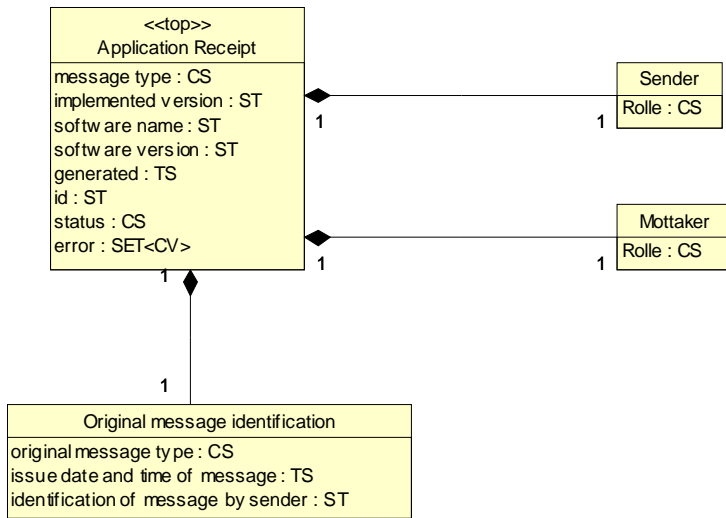 <<top>>
Application Receipt
message type : CS
implemented version : ST
software name : ST
software version : ST
generated : TS
id : ST
status : CS
error : SET<CV>
Sender
Rolle : CS
1
1
Mottaker
Rolle : CS
1
1
1
1
Original message identification
original message type : CS
issue date and time of message : TS
identification of message by sender : ST